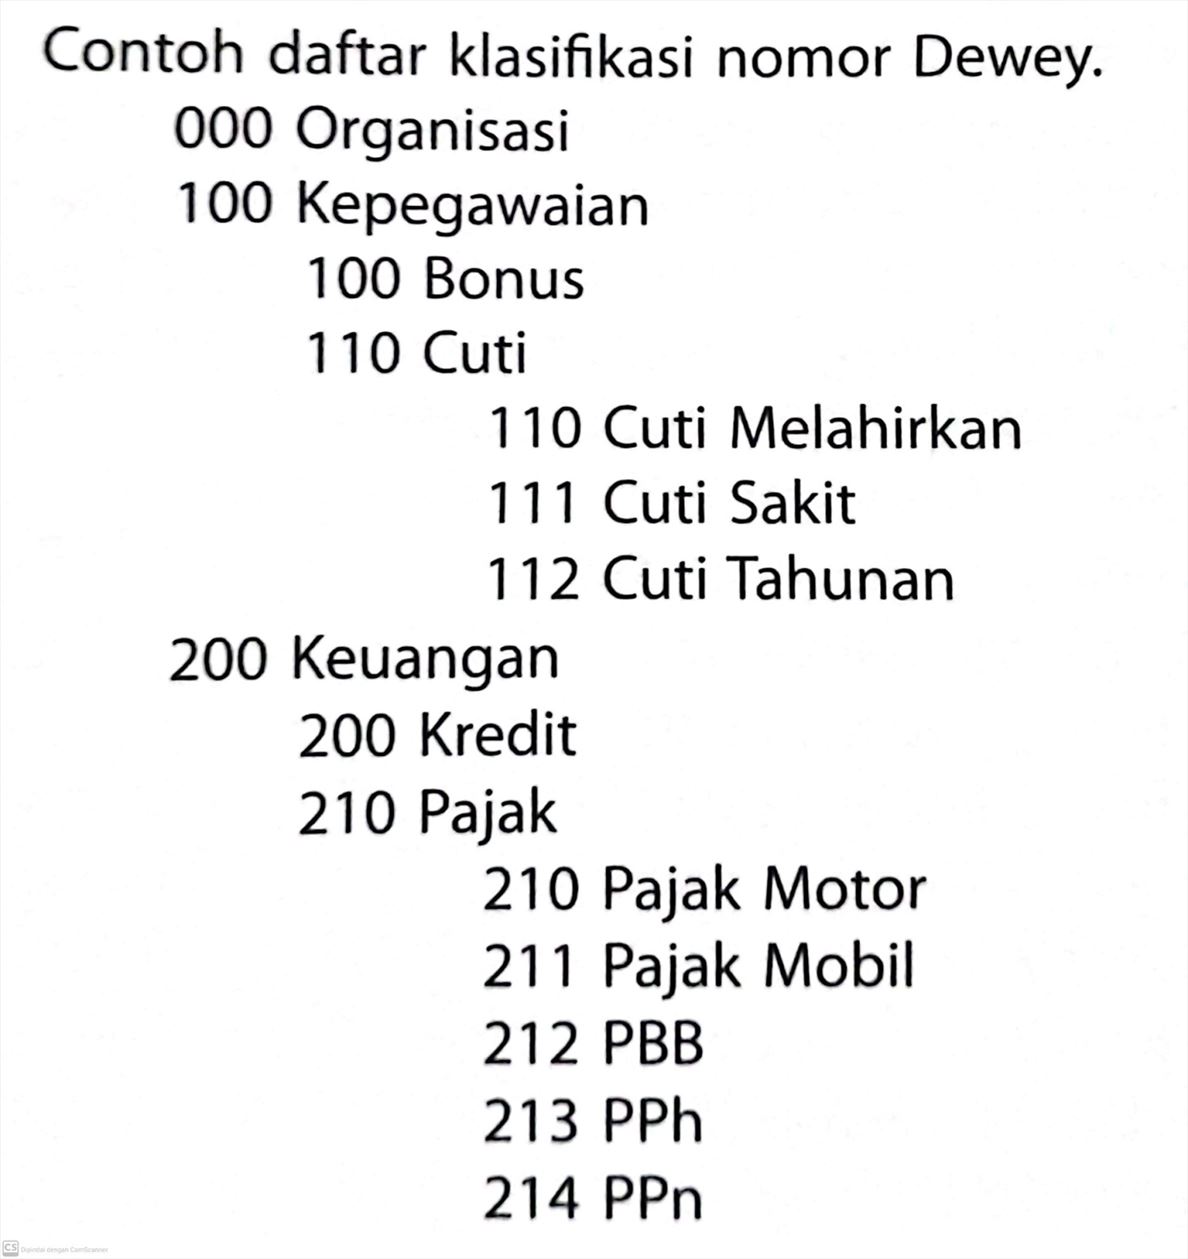 Contoh daftar klasifikasi nomor Dewey.
000 Organisasi
100 Kepegawaian
100 Bonus
110 Cuti
110 Cuti Melahirkan
111 Cuti Sakit
112 Cuti Tahunan
200 Keuangan
200 Kredit
210 Pajak
210 Pajak Motor
211 Pajak Mobil
212 PBB
213 PPh
214 PPn
CS Dipindai dengan CamScanner